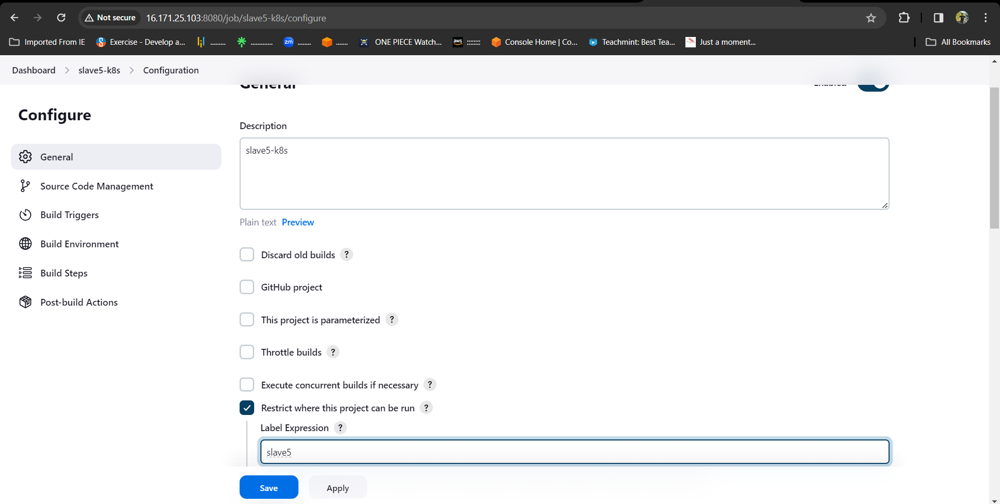 Not secure 16.171.25.103:8080/job/slave5-k8s/configure
Imported From IE Exercise - Develop a... ......... ............. zm ........ ....... ONE PIECE Watch... aws :::::::: Console Home | Co... Teachmint: Best Tea... Just a moment... All Bookmarks
Dashboard slave5-k8s Configuration
General Enabled
Configure
General
Source Code Management
Build Triggers
Build Environment
Build Steps
Post-build Actions
Description
slave5-k8s
Plain text Preview
Discard old builds ?
GitHub project
This project is parameterized ?
Throttle builds ?
Execute concurrent builds if necessary ?
Restrict where this project can be run ?
Label Expression ?
slave5
Save Apply